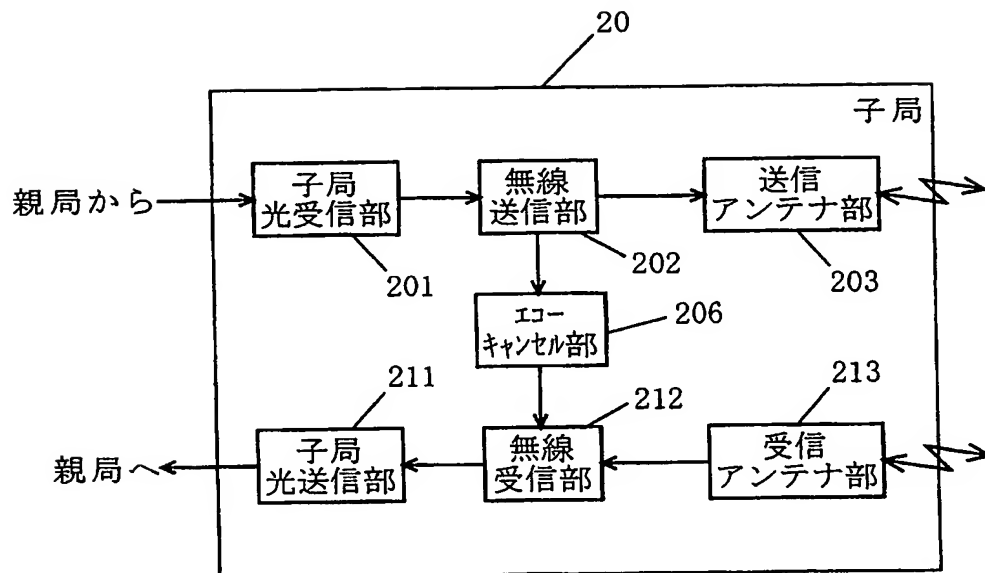 20
子局
親局から
子局
光受信部
201
無線
送信部
202
送信
アンテナ部
203
エコー
キャンセル部
206
211
212
213
親局へ
子局
光送信部
無線
受信部
受信
アンテナ部